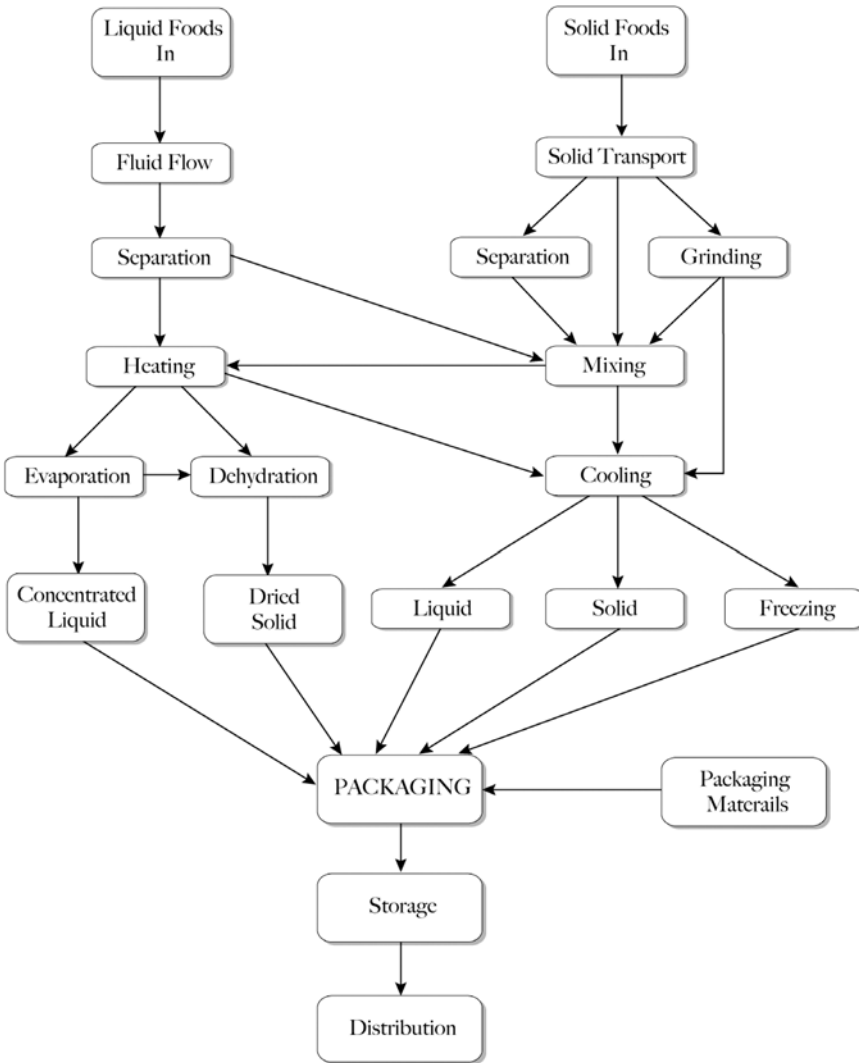 Liquid Foods
In
Solid Foods
In
Fluid Flow
Solid Transport
Separation
Separation
Grinding
Heating
Mixing
Evaporation
Dehydration
Cooling
Concentrated
Liquid
Dried
Solid
Liquid
Solid
Freezing
PACKAGING
Packaging
Materails
Storage
Distribution